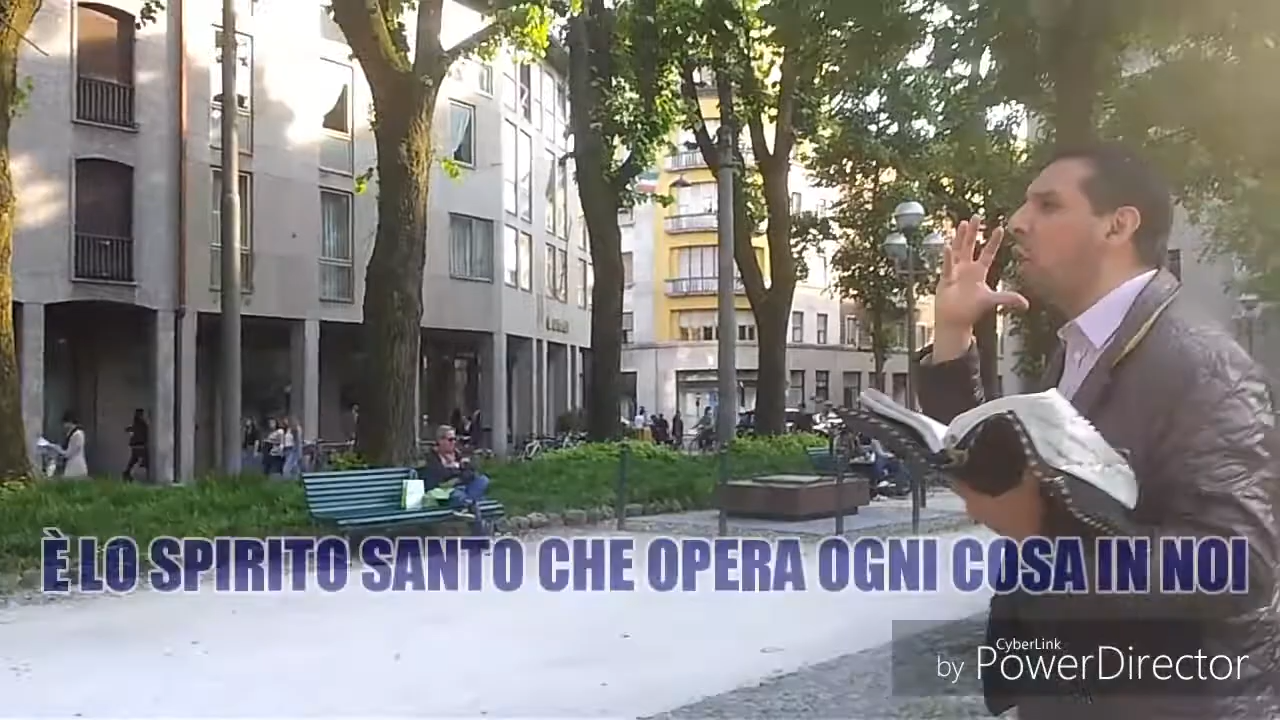 È LO SPIRITO SANTO CHE OPERA OGNI COSA IN NOI
CyberLink
by PowerDirector